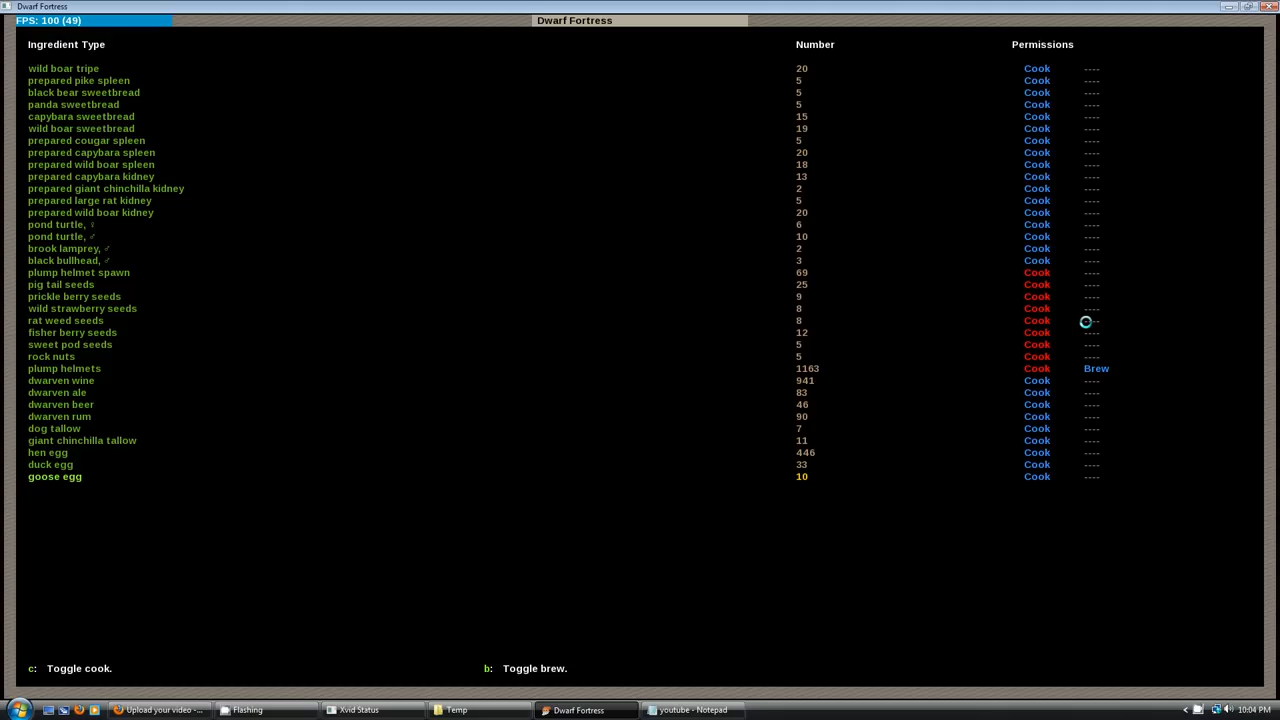 Dwarf Fortress
FPS: 100 (49) Dwarf Fortress
Ingredient Type Number Permissions
wild boar tripe 20 Cook ----
prepared pike spleen 5 Cook ----
black bear sweetbread 5 Cook ----
panda sweetbread 5 Cook ----
capybara sweetbread 15 Cook ----
wild boar sweetbread 19 Cook ----
prepared cougar spleen 5 Cook ----
prepared capybara spleen 20 Cook ----
prepared wild boar spleen 18 Cook ----
prepared capybara kidney 13 Cook ----
prepared giant chinchilla kidney 2 Cook ----
prepared large rat kidney 5 Cook ----
prepared wild boar kidney 20 Cook ----
pond turtle, ♀ 6 Cook ----
pond turtle, ♂ 10 Cook ----
brook lamprey, ♂ 2 Cook ----
black bullhead, ♂ 3 Cook ----
plump helmet spawn 69 Cook ----
pig tail seeds 25 Cook ----
prickle berry seeds 9 Cook ----
wild strawberry seeds 8 Cook ----
rat weed seeds 8 Cook ----
fisher berry seeds 12 Cook ----
sweet pod seeds 5 Cook ----
rock nuts 5 Cook ----
plump helmets 1163 Cook Brew
dwarven wine 941 Cook ----
dwarven ale 83 Cook ----
dwarven beer 46 Cook ----
dwarven rum 90 Cook ----
dog tallow 7 Cook ----
giant chinchilla tallow 11 Cook ----
hen egg 446 Cook ----
duck egg 33 Cook ----
goose egg 10 Cook ----
c: Toggle cook. b: Toggle brew.
Upload your video -... Flashing Xvid Status Temp Dwarf Fortress youtube - Notepad 10:04 PM